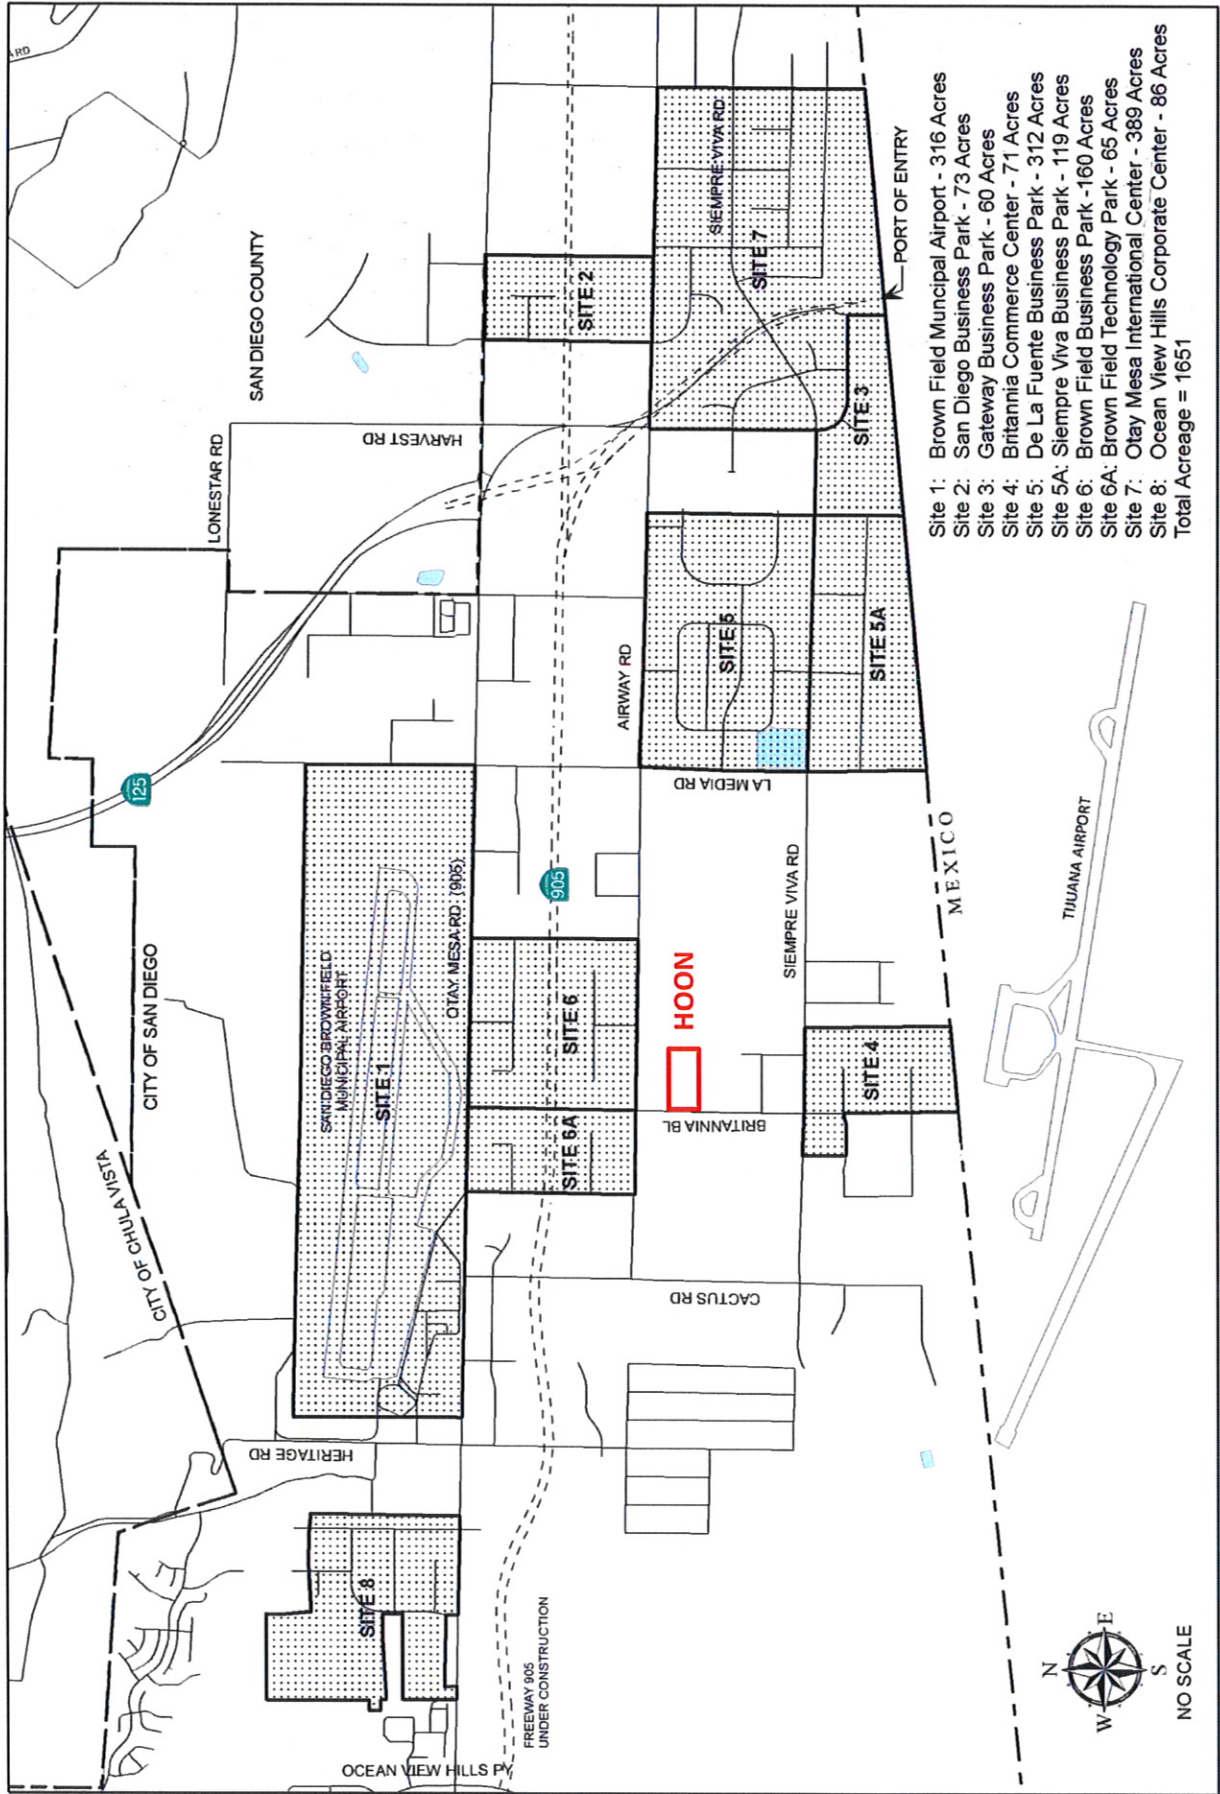 A RD
SAN DIEGO COUNTY
LONESTAR RD
HARVEST RD
125
CITY OF SAN DIEGO
CITY OF CHULA VISTA
SAN DIEGO BROWN FIELD
MUNICIPAL AIRPORT
SITE 1
OTAY MESA RD (905)
HERITAGE RD
SITE 8
OCEAN VIEW HILLS PY
FREEWAY 905
UNDER CONSTRUCTION
905
SITE 6A
SITE 6
SITE 2
AIRWAY RD
HOON
BRITANNIA BL
CACTUS RD
LA MEDIA RD
SIEMPRE VIVA RD
SITE 4
SITE 5
SITE 5A
SITE 3
SITE 7
SIEMPRE VIVA RD
PORT OF ENTRY
MEXICO
TIJUANA AIRPORT
Site 1: Brown Field Municipal Airport - 316 Acres
Site 2: San Diego Business Park - 73 Acres
Site 3: Gateway Business Park - 60 Acres
Site 4: Britannia Commerce Center - 71 Acres
Site 5: De La Fuente Business Park - 312 Acres
Site 5A: Siempre Viva Business Park - 119 Acres
Site 6: Brown Field Business Park -160 Acres
Site 6A: Brown Field Technology Park - 65 Acres
Site 7: Otay Mesa International Center - 389 Acres
Site 8: Ocean View Hills Corporate Center - 86 Acres
Total Acreage = 1651
N
W
E
S
NO SCALE